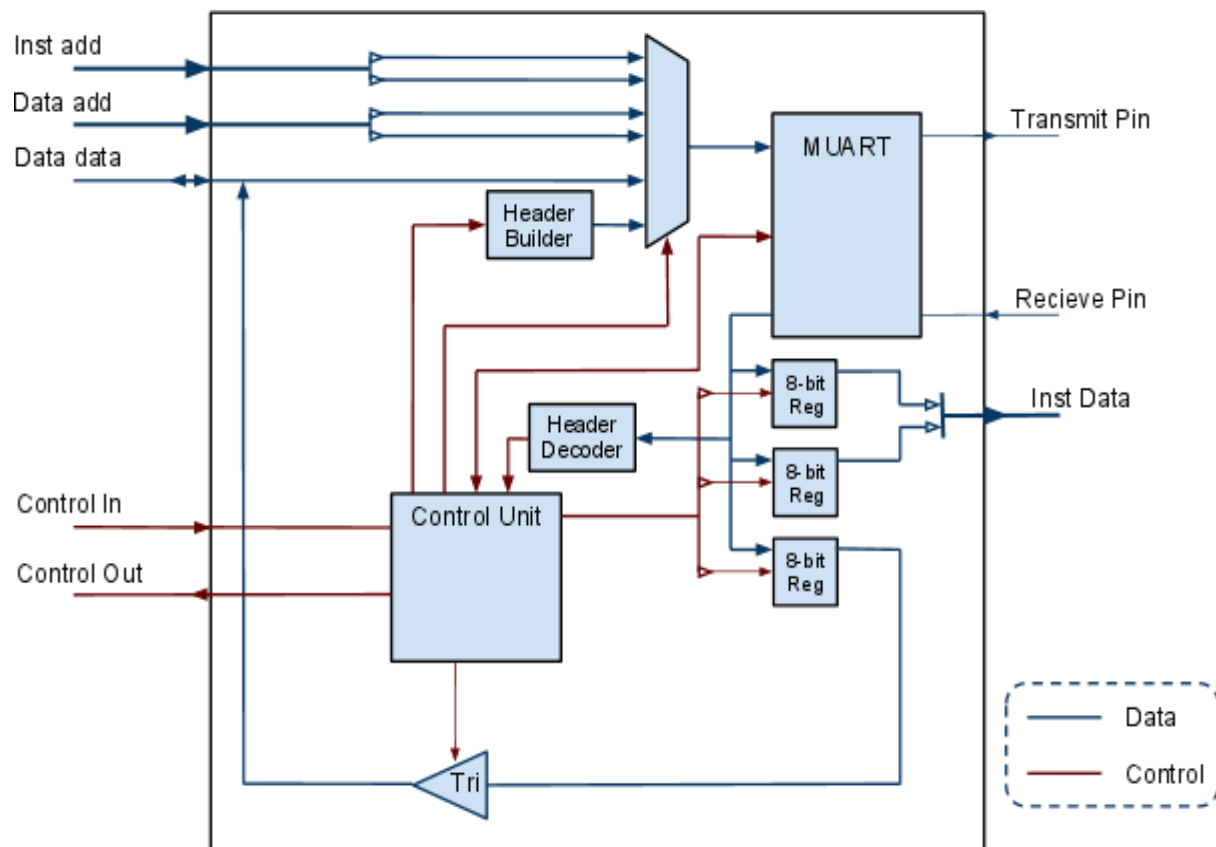 Inst add
Data add
Data data
Header
Builder
MUART
Transmit Pin
Recieve Pin
8-bit
Reg
Inst Data
Header
Decoder
8-bit
Reg
Control In
Control Unit
Control Out
8-bit
Reg
Tri
Data
Control